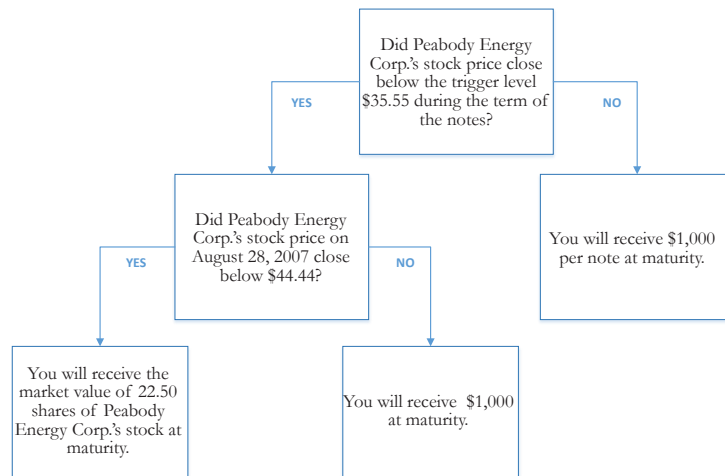 Did Peabody Energy
Corp.'s stock price close
below the trigger level
$35.55 during the term of
the notes?
YES
NO
Did Peabody Energy
Corp.'s stock price on
August 28, 2007 close
below $44.44?
You will receive $1,000
per note at maturity.
YES
NO
You will receive the
market value of 22.50
shares of Peabody
Energy Corp.'s stock at
maturity.
You will receive $1,000
at maturity.